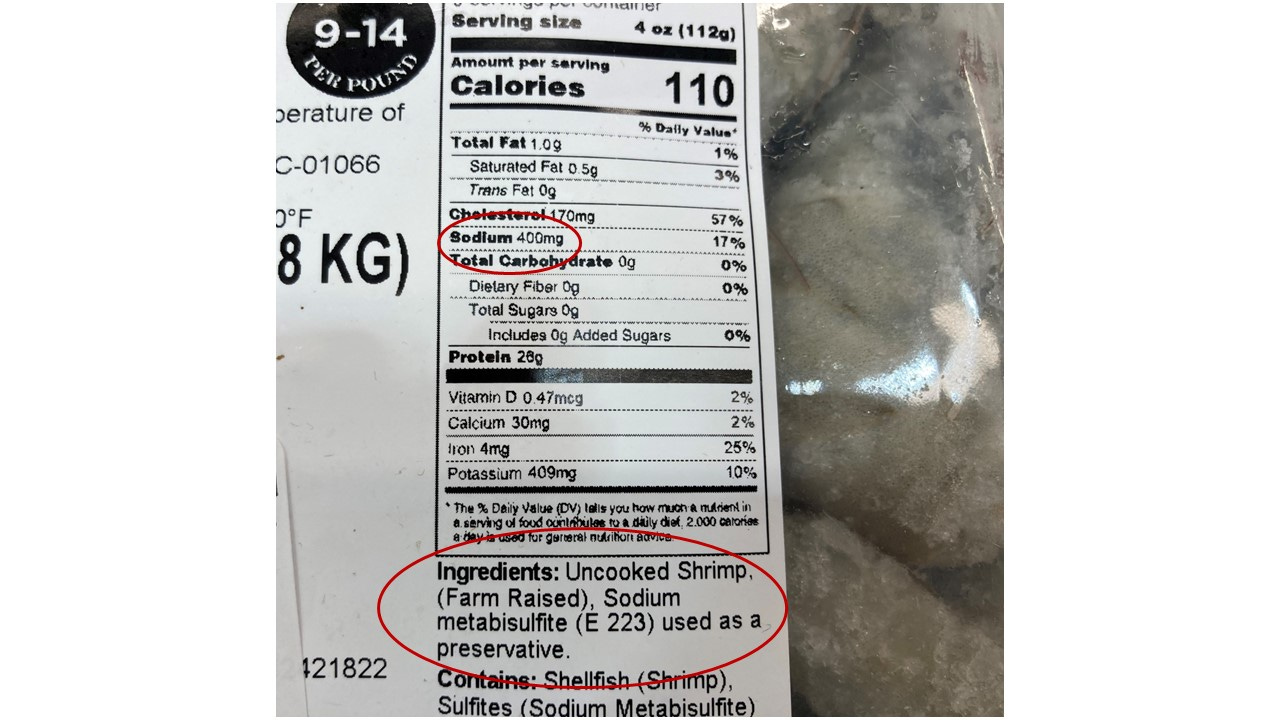 9-14
PER POUND
perature of
C-01066
0°F
8 KG)
421822
servings per container
Serving size 4 oz (112g)
Amount per serving
Calories 110
% Daily Value*
Total Fat 1.0g 1%
Saturated Fat 0.5g 3%
Trans Fat 0g
Cholesterol 170mg 57%
Sodium 400mg 17%
Total Carbohydrate 0g 0%
Dietary Fiber 0g 0%
Total Sugars 0g
Includes 0g Added Sugars 0%
Protein 26g
Vitamin D 0.47mcg 2%
Calcium 30mg 2%
Iron 4mg 25%
Potassium 409mg 10%
* The % Daily Value (DV) tells you how much a nutrient in
a serving of food contributes to a daily diet. 2,000 calories
a day is used for general nutrition advice.
Ingredients: Uncooked Shrimp,
(Farm Raised), Sodium
metabisulfite (E 223) used as a
preservative.
Contains: Shellfish (Shrimp),
Sulfites (Sodium Metabisulfite)